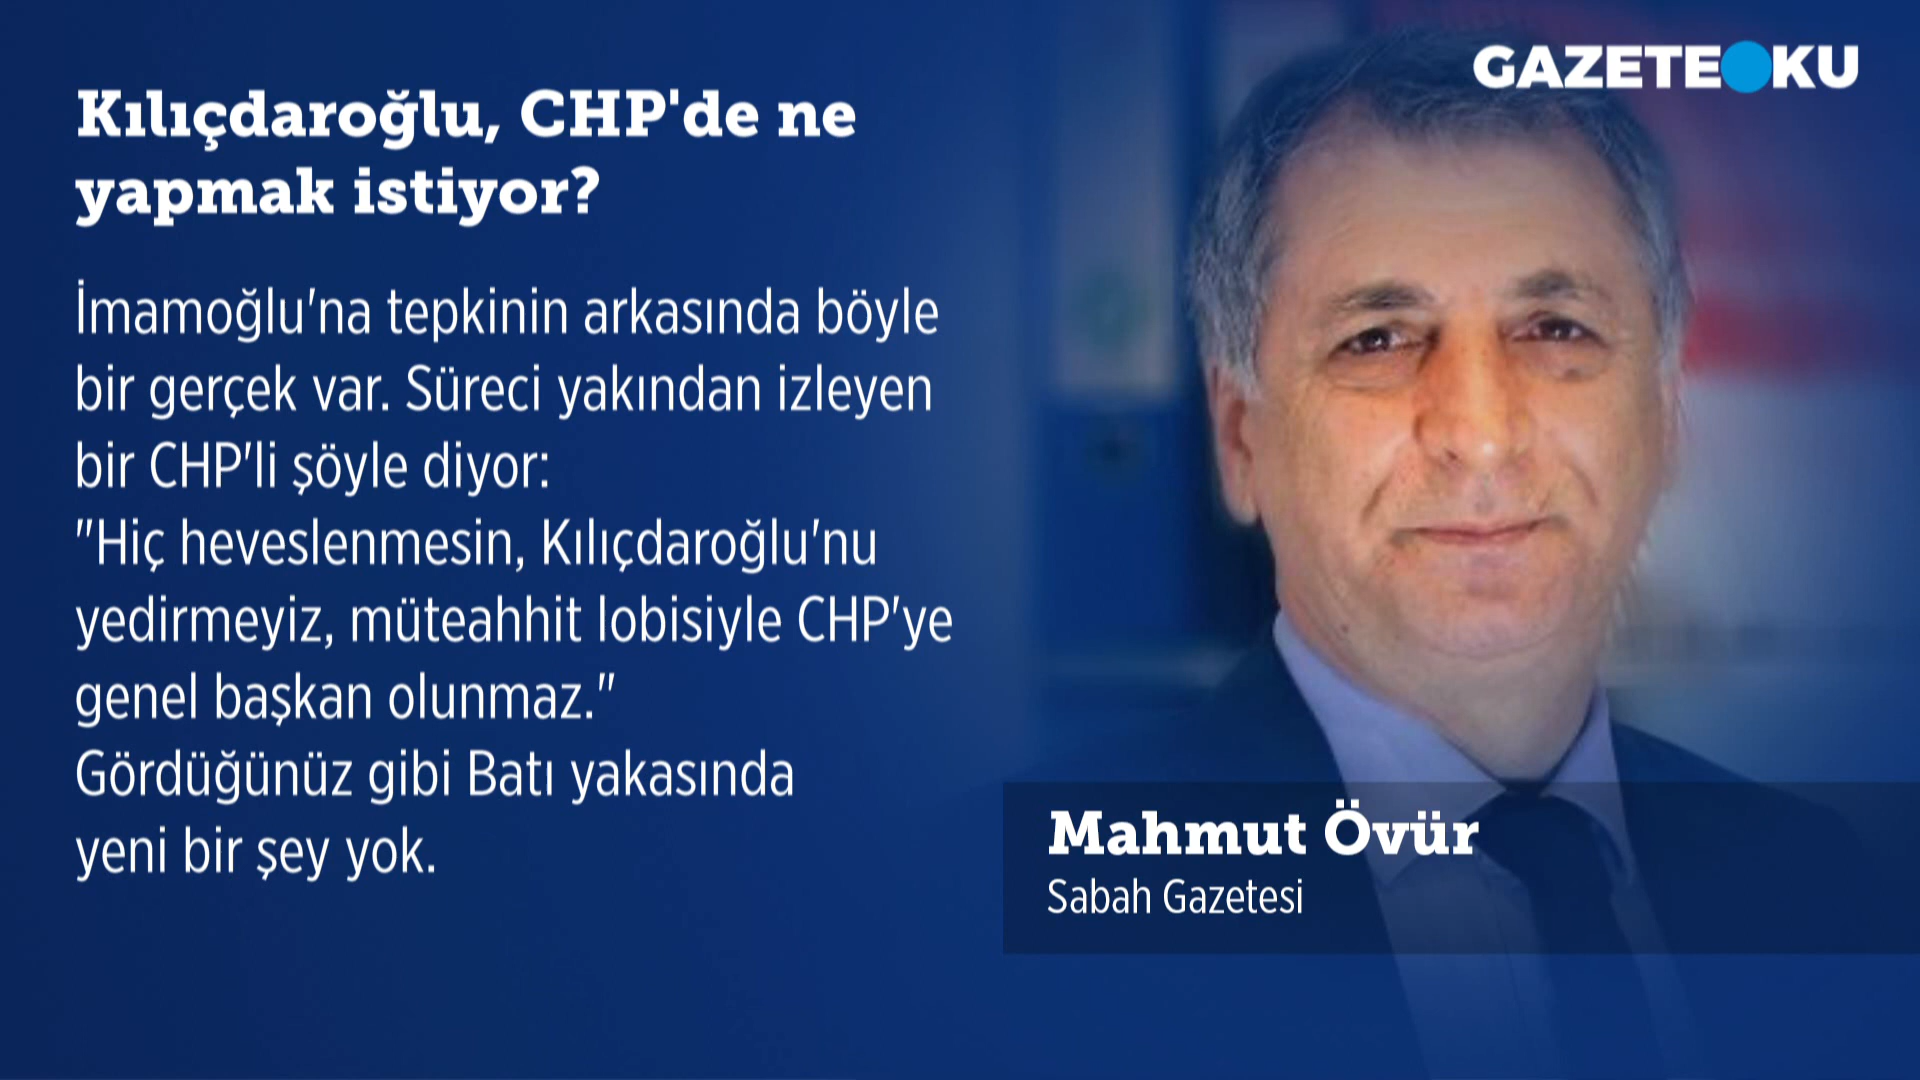 GAZETEOKU
Kılıçdaroğlu, CHP'de ne
yapmak istiyor?
İmamoğlu'na tepkinin arkasında böyle
bir gerçek var. Süreci yakından izleyen
bir CHP'li şöyle diyor:
"Hiç heveslenmesin, Kılıçdaroğlu'nu
yedirmeyiz, müteahhit lobisiyle CHP'ye
genel başkan olunmaz."
Gördüğünüz gibi Batı yakasında
yeni bir şey yok.
Mahmut Övür
Sabah Gazetesi